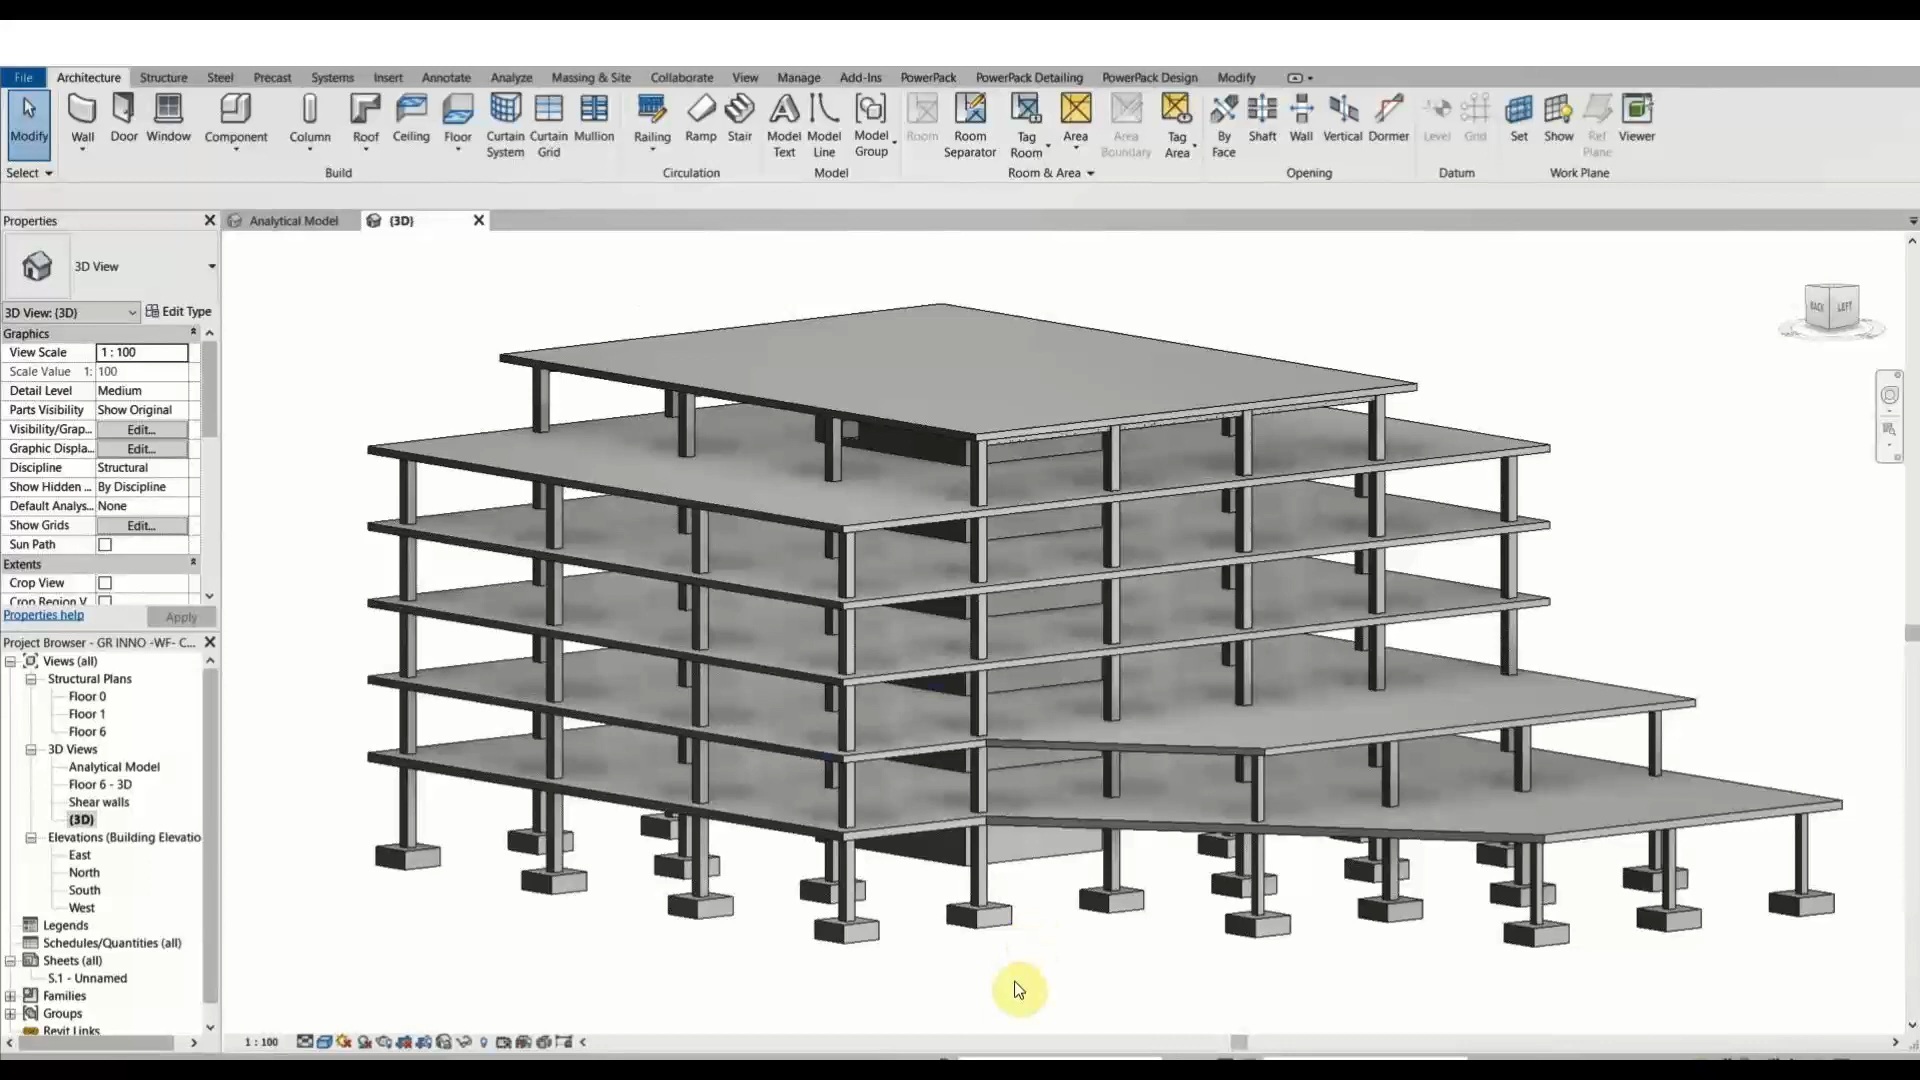 File Architecture Structure Steel Precast Systems Insert Annotate Analyze Massing & Site Collaborate View Manage Add-Ins PowerPack PowerPack Detailing PowerPack Design Modify
Modify Wall Door Window Component Column Roof Ceiling Floor Curtain System Curtain Grid Mullion Railing Ramp Stair Model Text Model Line Model Group Room Room Separator Tag Room Area Area Boundary Tag Area By Face Shaft Wall Vertical Dormer Level Grid Set Show Ref Plane Viewer
Select Build Circulation Model Room & Area Opening Datum Work Plane
Properties
Analytical Model {3D}
3D View
3D View: {3D} Edit Type
Graphics
View Scale 1 : 100
Scale Value 1: 100
Detail Level Medium
Parts Visibility Show Original
Visibility/Grap... Edit...
Graphic Displa... Edit...
Discipline Structural
Show Hidden ... By Discipline
Default Analys... None
Show Grids Edit...
Sun Path
Extents
Crop View
Crop Region V
Properties help Apply
Project Browser - GR INNO -WF- C...
Views (all)
Structural Plans
Floor 0
Floor 1
Floor 6
3D Views
Analytical Model
Floor 6 - 3D
Shear walls
{3D}
Elevations (Building Elevatio
East
North
South
West
Legends
Schedules/Quantities (all)
Sheets (all)
S.1 - Unnamed
Families
Groups
Revit Links
BACK LEFT
1 : 100